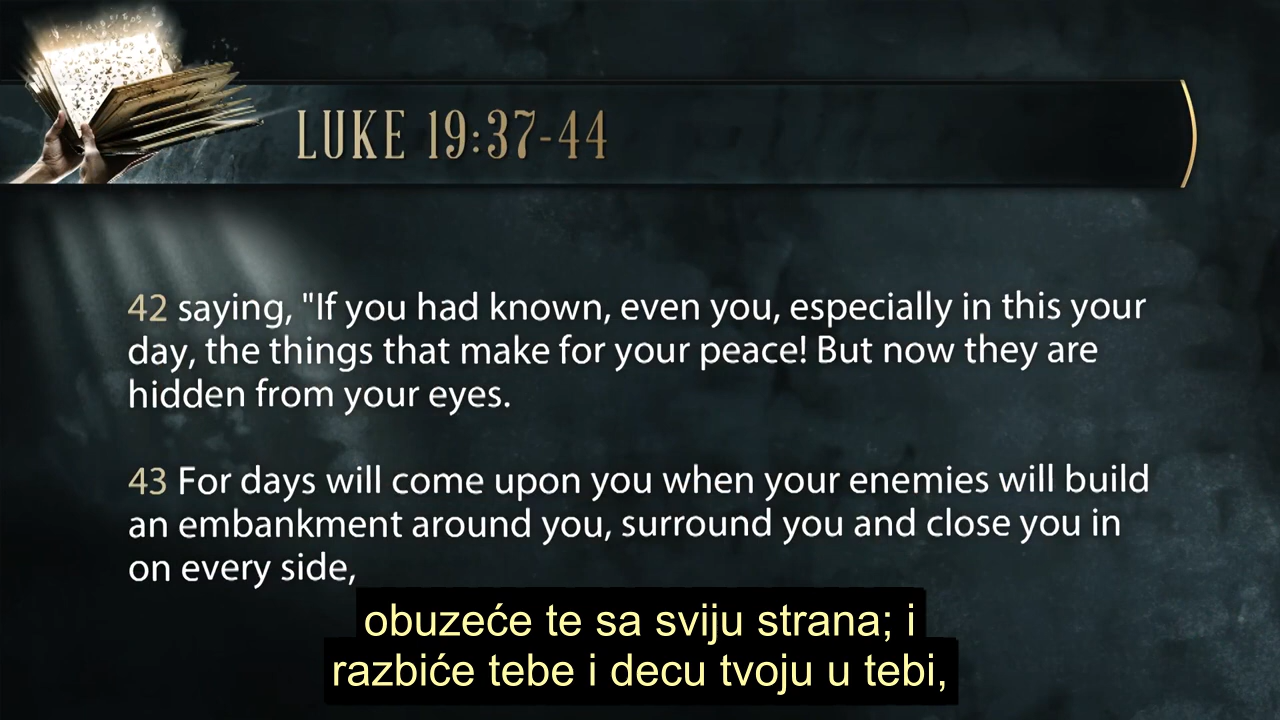 LUKE 19:37-44
42 saying, "If you had known, even you, especially in this your
day, the things that make for your peace! But now they are
hidden from your eyes.
43 For days will come upon you when your enemies will build
an embankment around you, surround you and close you in
on every side,
obuzeće te sa sviju strana; i
razbiće tebe i decu tvoju u tebi,